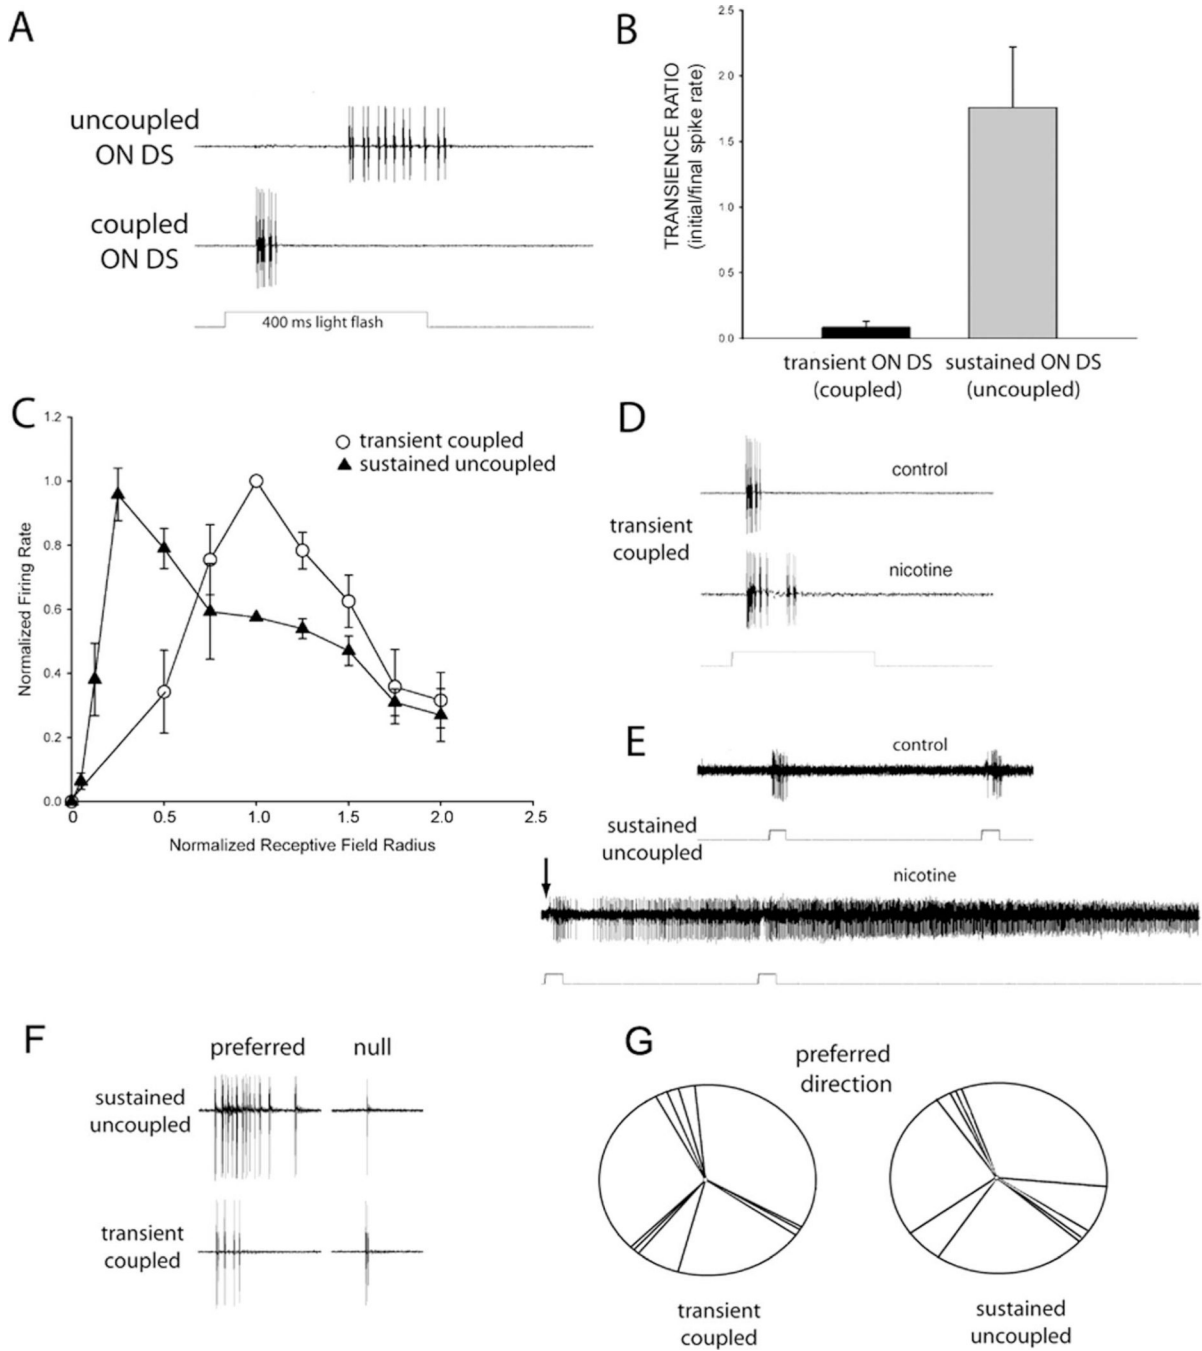 A
uncoupled
ON DS
coupled
ON DS
400 ms light flash
B
TRANSIENCE RATIO
(initial/final spike rate)
2.5
2.0
1.5
1.0
0.5
0.0
transient ON DS
(coupled)
sustained ON DS
(uncoupled)
C
Normalized Firing Rate
1.2
1.0
0.8
0.6
0.4
0.2
0.0
transient coupled
sustained uncoupled
0 0.5 1.0 1.5 2.0 2.5
Normalized Receptive Field Radius
D
transient
coupled
control
nicotine
E
control
sustained
uncoupled
nicotine
F
preferred null
sustained
uncoupled
transient
coupled
G
preferred
direction
transient
coupled
sustained
uncoupled